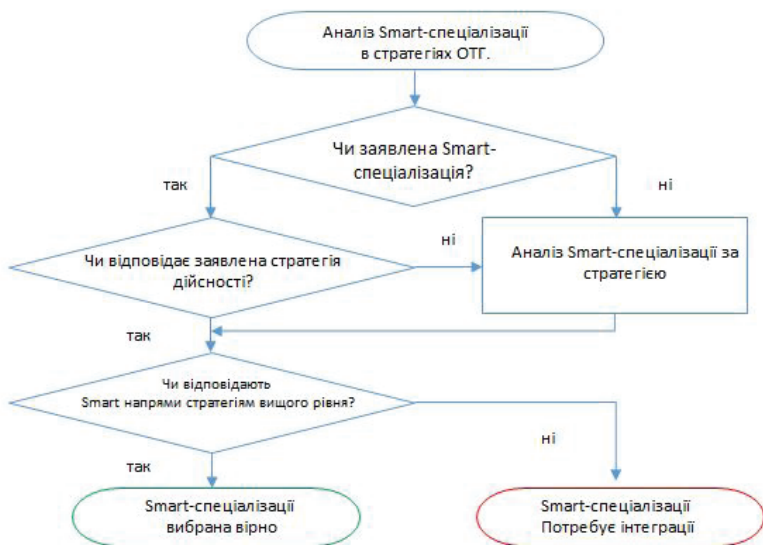 Аналіз Smart-спеціалізації
в стратегіях ОТГ.
Чи заявлена Smart-
спеціалізація?
так
ні
Чи відповідає заявлена стратегія
дійсності?
ні
Аналіз Smart-спеціалізації за
стратегією
так
Чи відповідають
Smart напрями стратегіям вищого рівня?
так
ні
Smart-спеціалізації
вибрана вірно
Smart-спеціалізації
Потребує інтеграції